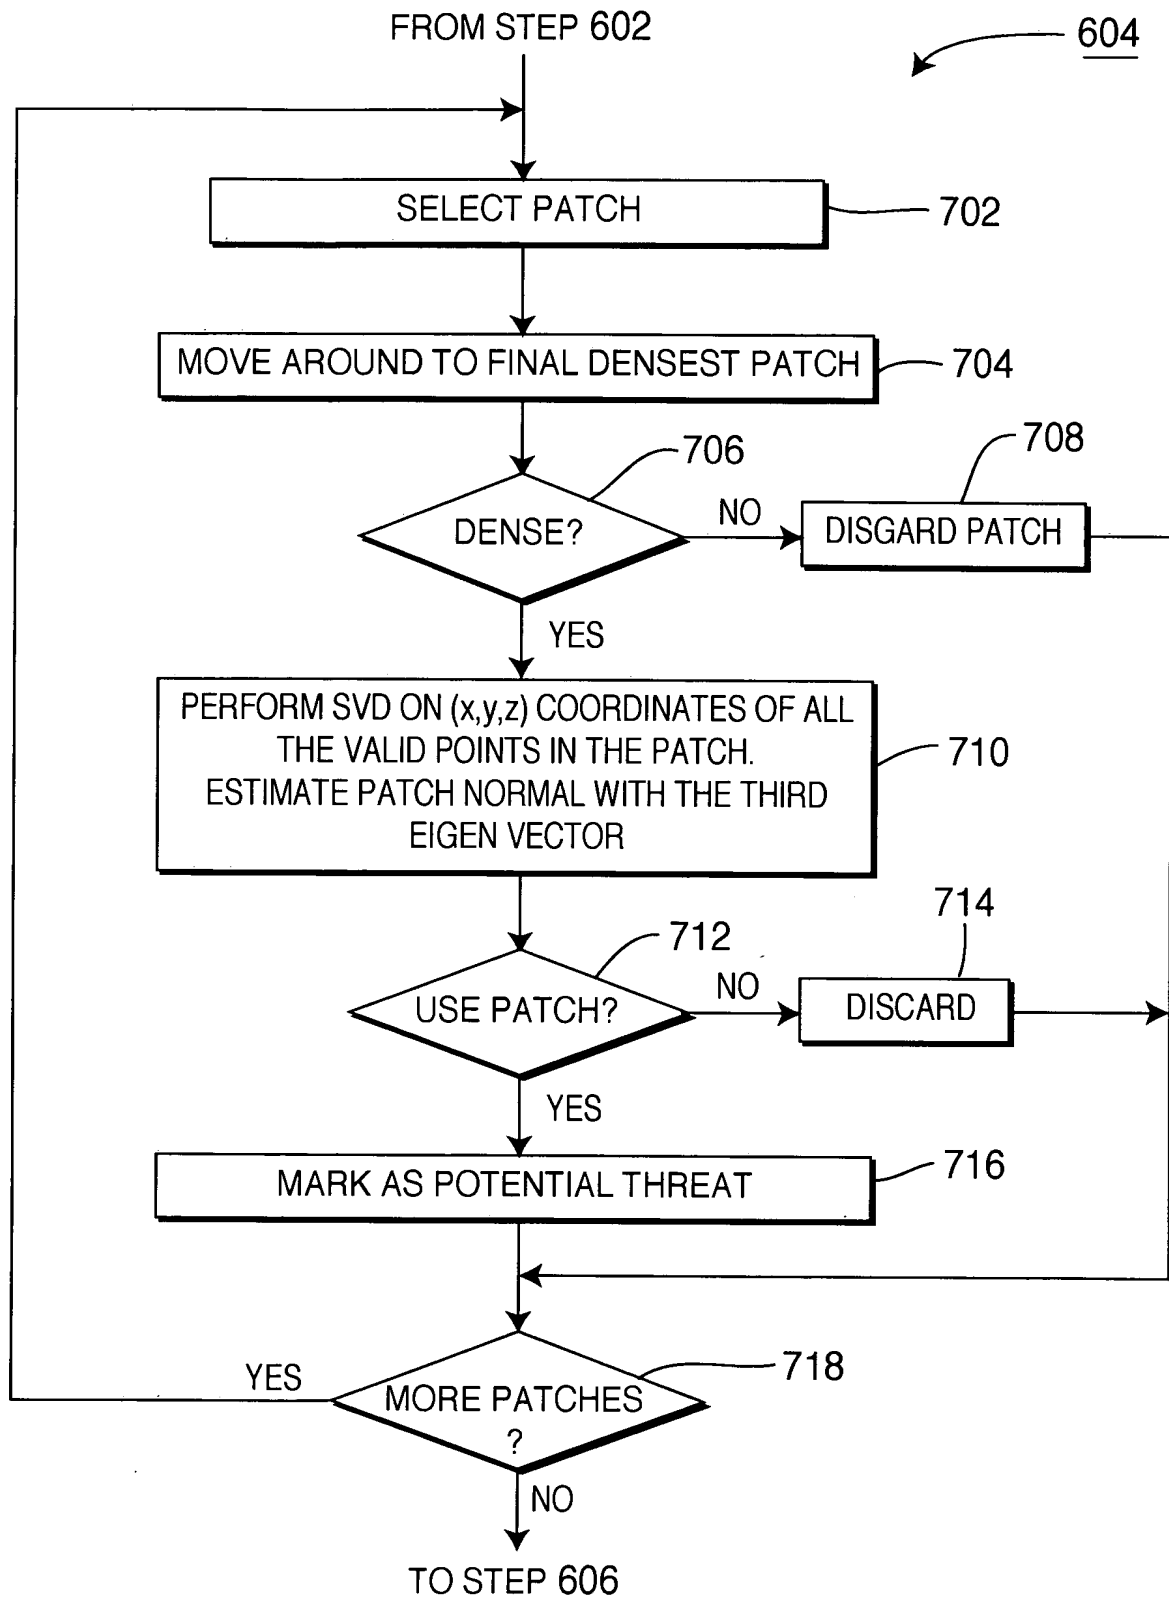 FROM STEP 602
604
SELECT PATCH
702
MOVE AROUND TO FINAL DENSEST PATCH
704
706
708
DENSE?
NO
DISGARD PATCH
YES
PERFORM SVD ON (x,y,z) COORDINATES OF ALL
THE VALID POINTS IN THE PATCH.
ESTIMATE PATCH NORMAL WITH THE THIRD
EIGEN VECTOR
710
712
714
USE PATCH?
NO
DISCARD
YES
MARK AS POTENTIAL THREAT
716
718
YES
MORE PATCHES
?
NO
TO STEP 606